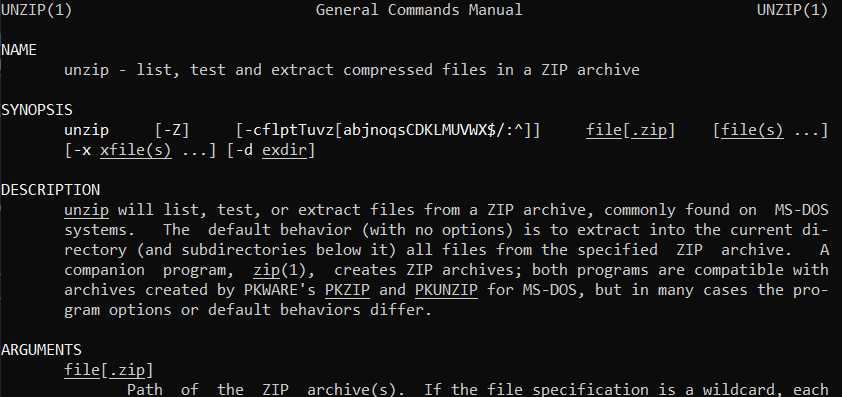 UNZIP(1) General Commands Manual UNZIP(1)
NAME
unzip - list, test and extract compressed files in a ZIP archive
SYNOPSIS
unzip [-Z] [-cflptTuvz[abjnoqsCDKLMUVWX$/:^]] file[.zip] [file(s) ...]
[-x xfile(s) ...] [-d exdir]
DESCRIPTION
unzip will list, test, or extract files from a ZIP archive, commonly found on MS-DOS
systems. The default behavior (with no options) is to extract into the current di-
rectory (and subdirectories below it) all files from the specified ZIP archive. A
companion program, zip(1), creates ZIP archives; both programs are compatible with
archives created by PKWARE's PKZIP and PKUNZIP for MS-DOS, but in many cases the pro-
gram options or default behaviors differ.
ARGUMENTS
file[.zip]
Path of the ZIP archive(s). If the file specification is a wildcard, each